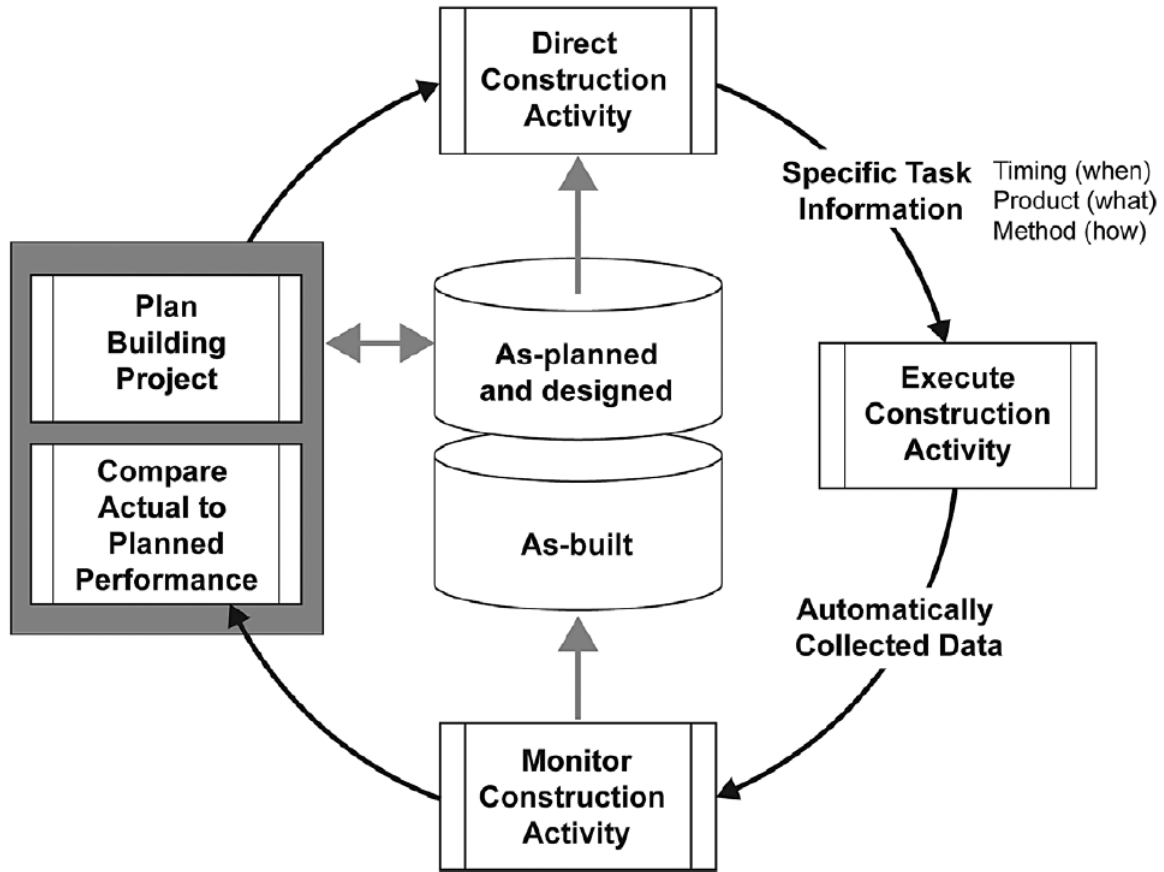 Direct
Construction
Activity
Specific Task
Information
Timing (when)
Product (what)
Method (how)
Plan
Building
Project
As-planned
and designed
Execute
Construction
Activity
Compare
Actual to
Planned
Performance
As-built
Automatically
Collected Data
Monitor
Construction
Activity